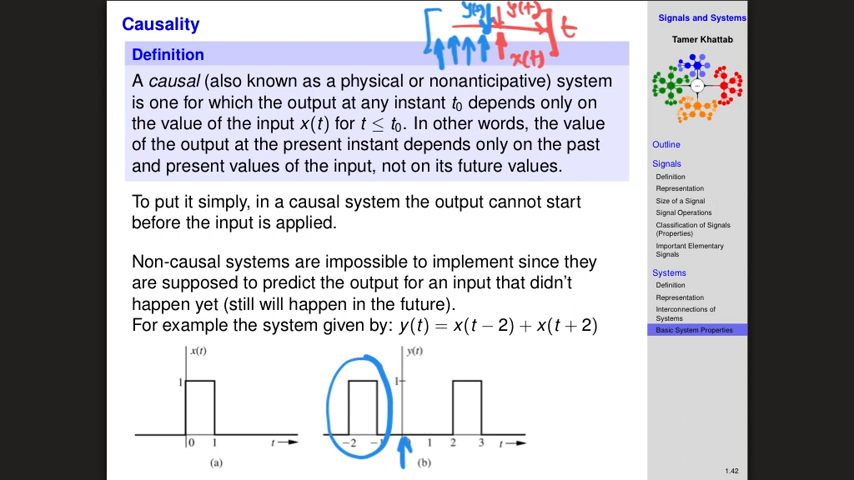 Causality
y(t)
t
x(t)
Definition
A causal (also known as a physical or nonanticipative) system
is one for which the output at any instant t₀ depends only on
the value of the input x(t) for t ≤ t₀. In other words, the value
of the output at the present instant depends only on the past
and present values of the input, not on its future values.
To put it simply, in a causal system the output cannot start
before the input is applied.
Non-causal systems are impossible to implement since they
are supposed to predict the output for an input that didn't
happen yet (still will happen in the future).
For example the system given by: y(t) = x(t − 2) + x(t + 2)
x(t)
1
0 1 t
(a)
y(t)
1
−2 1 2 3 t
(b)
Signals and Systems
Tamer Khattab
Outline
Signals
Definition
Representation
Size of a Signal
Signal Operations
Classification of Signals
(Properties)
Important Elementary
Signals
Systems
Definition
Representation
Interconnections of
Systems
Basic System Properties
1.42